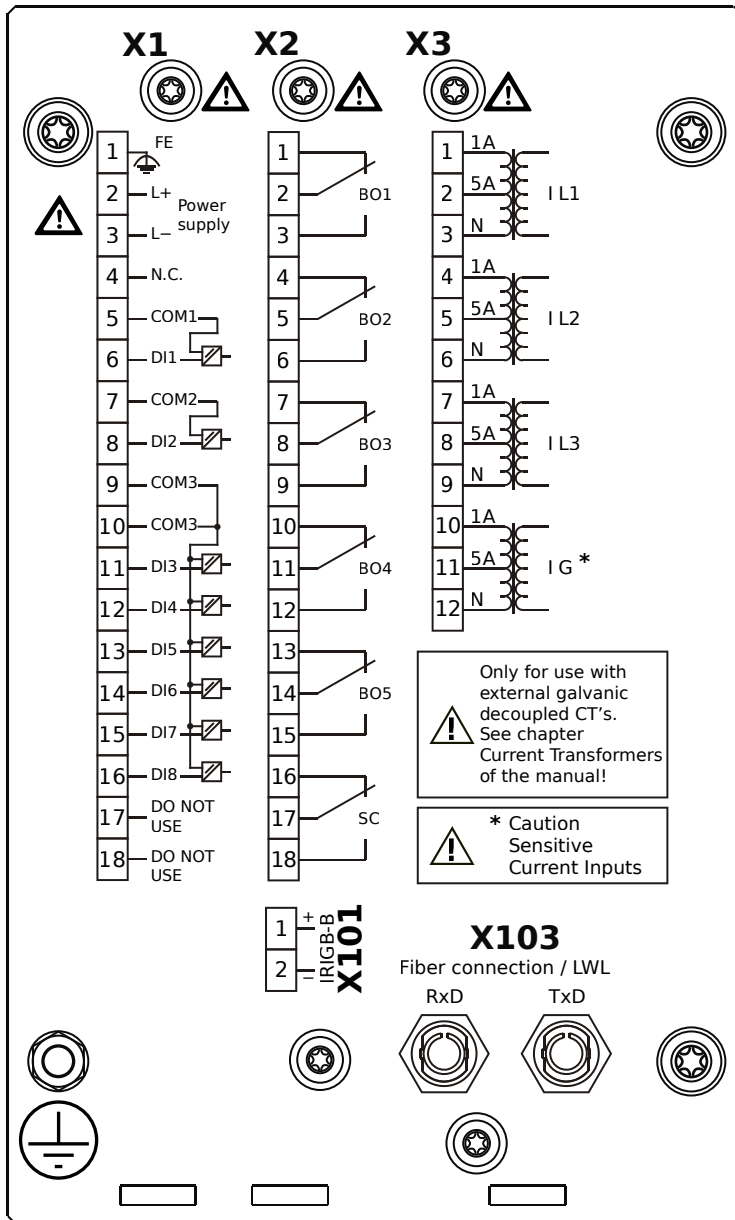 X1 X2 X3
1 FE
2 L+ Power
3 L− supply
4 N.C.
5 COM1
6 DI1
7 COM2
8 DI2
9 COM3
10 COM3
11 DI3
12 DI4
13 DI5
14 DI6
15 DI7
16 DI8
17 DO NOT
USE
18 DO NOT
USE
1
2 BO1
3
4
5 BO2
6
7
8 BO3
9
10
11 BO4
12
13
14 BO5
15
16
17 SC
18
1 1A
2 5A I L1
3 N
4 1A
5 5A I L2
6 N
7 1A
8 5A I L3
9 N
10 1A
11 5A I G *
12 N
Only for use with
external galvanic
decoupled CT's.
See chapter
Current Transformers
of the manual!
* Caution
Sensitive
Current Inputs
1 +
2 −
IRIGB-B
X101
X103
Fiber connection / LWL
RxD TxD